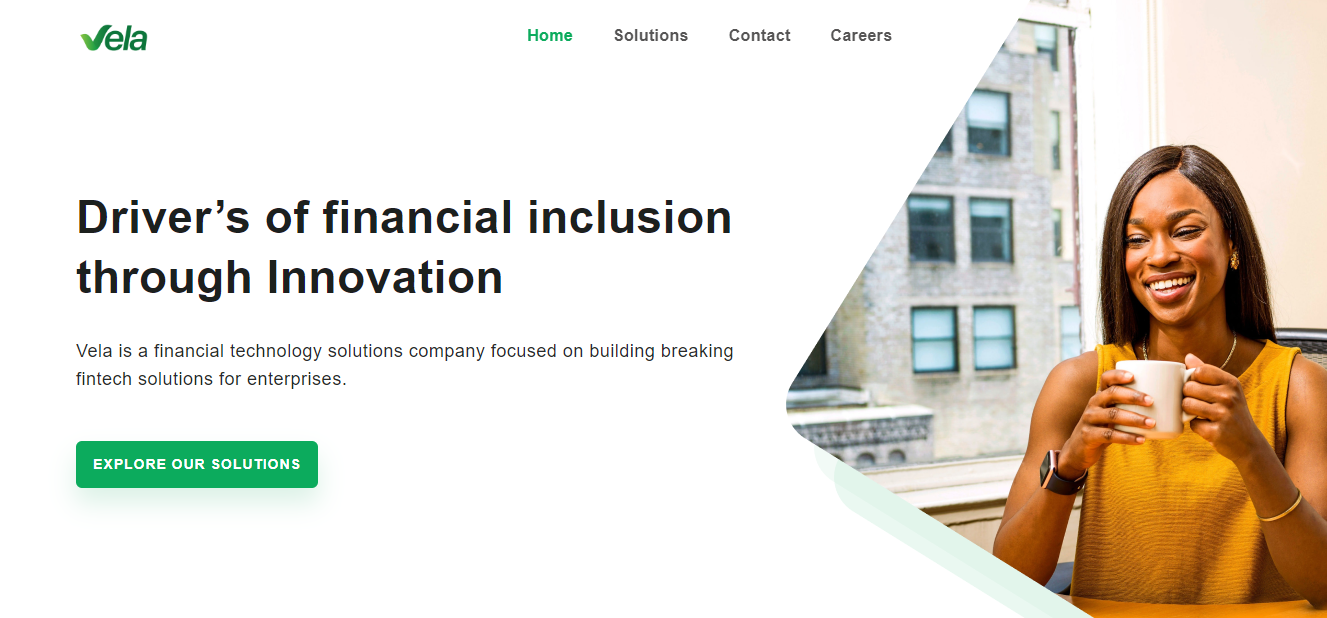 Vela
Home Solutions Contact Careers
Driver’s of financial inclusion
through Innovation
Vela is a financial technology solutions company focused on building breaking
fintech solutions for enterprises.
EXPLORE OUR SOLUTIONS